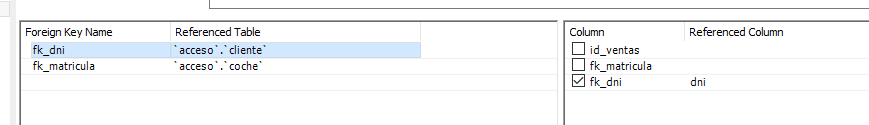 Foreign Key Name Referenced Table Column Referenced Column
fk_dni `acceso`.`cliente` id_ventas
fk_matricula `acceso`.`coche` fk_matricula
fk_dni dni